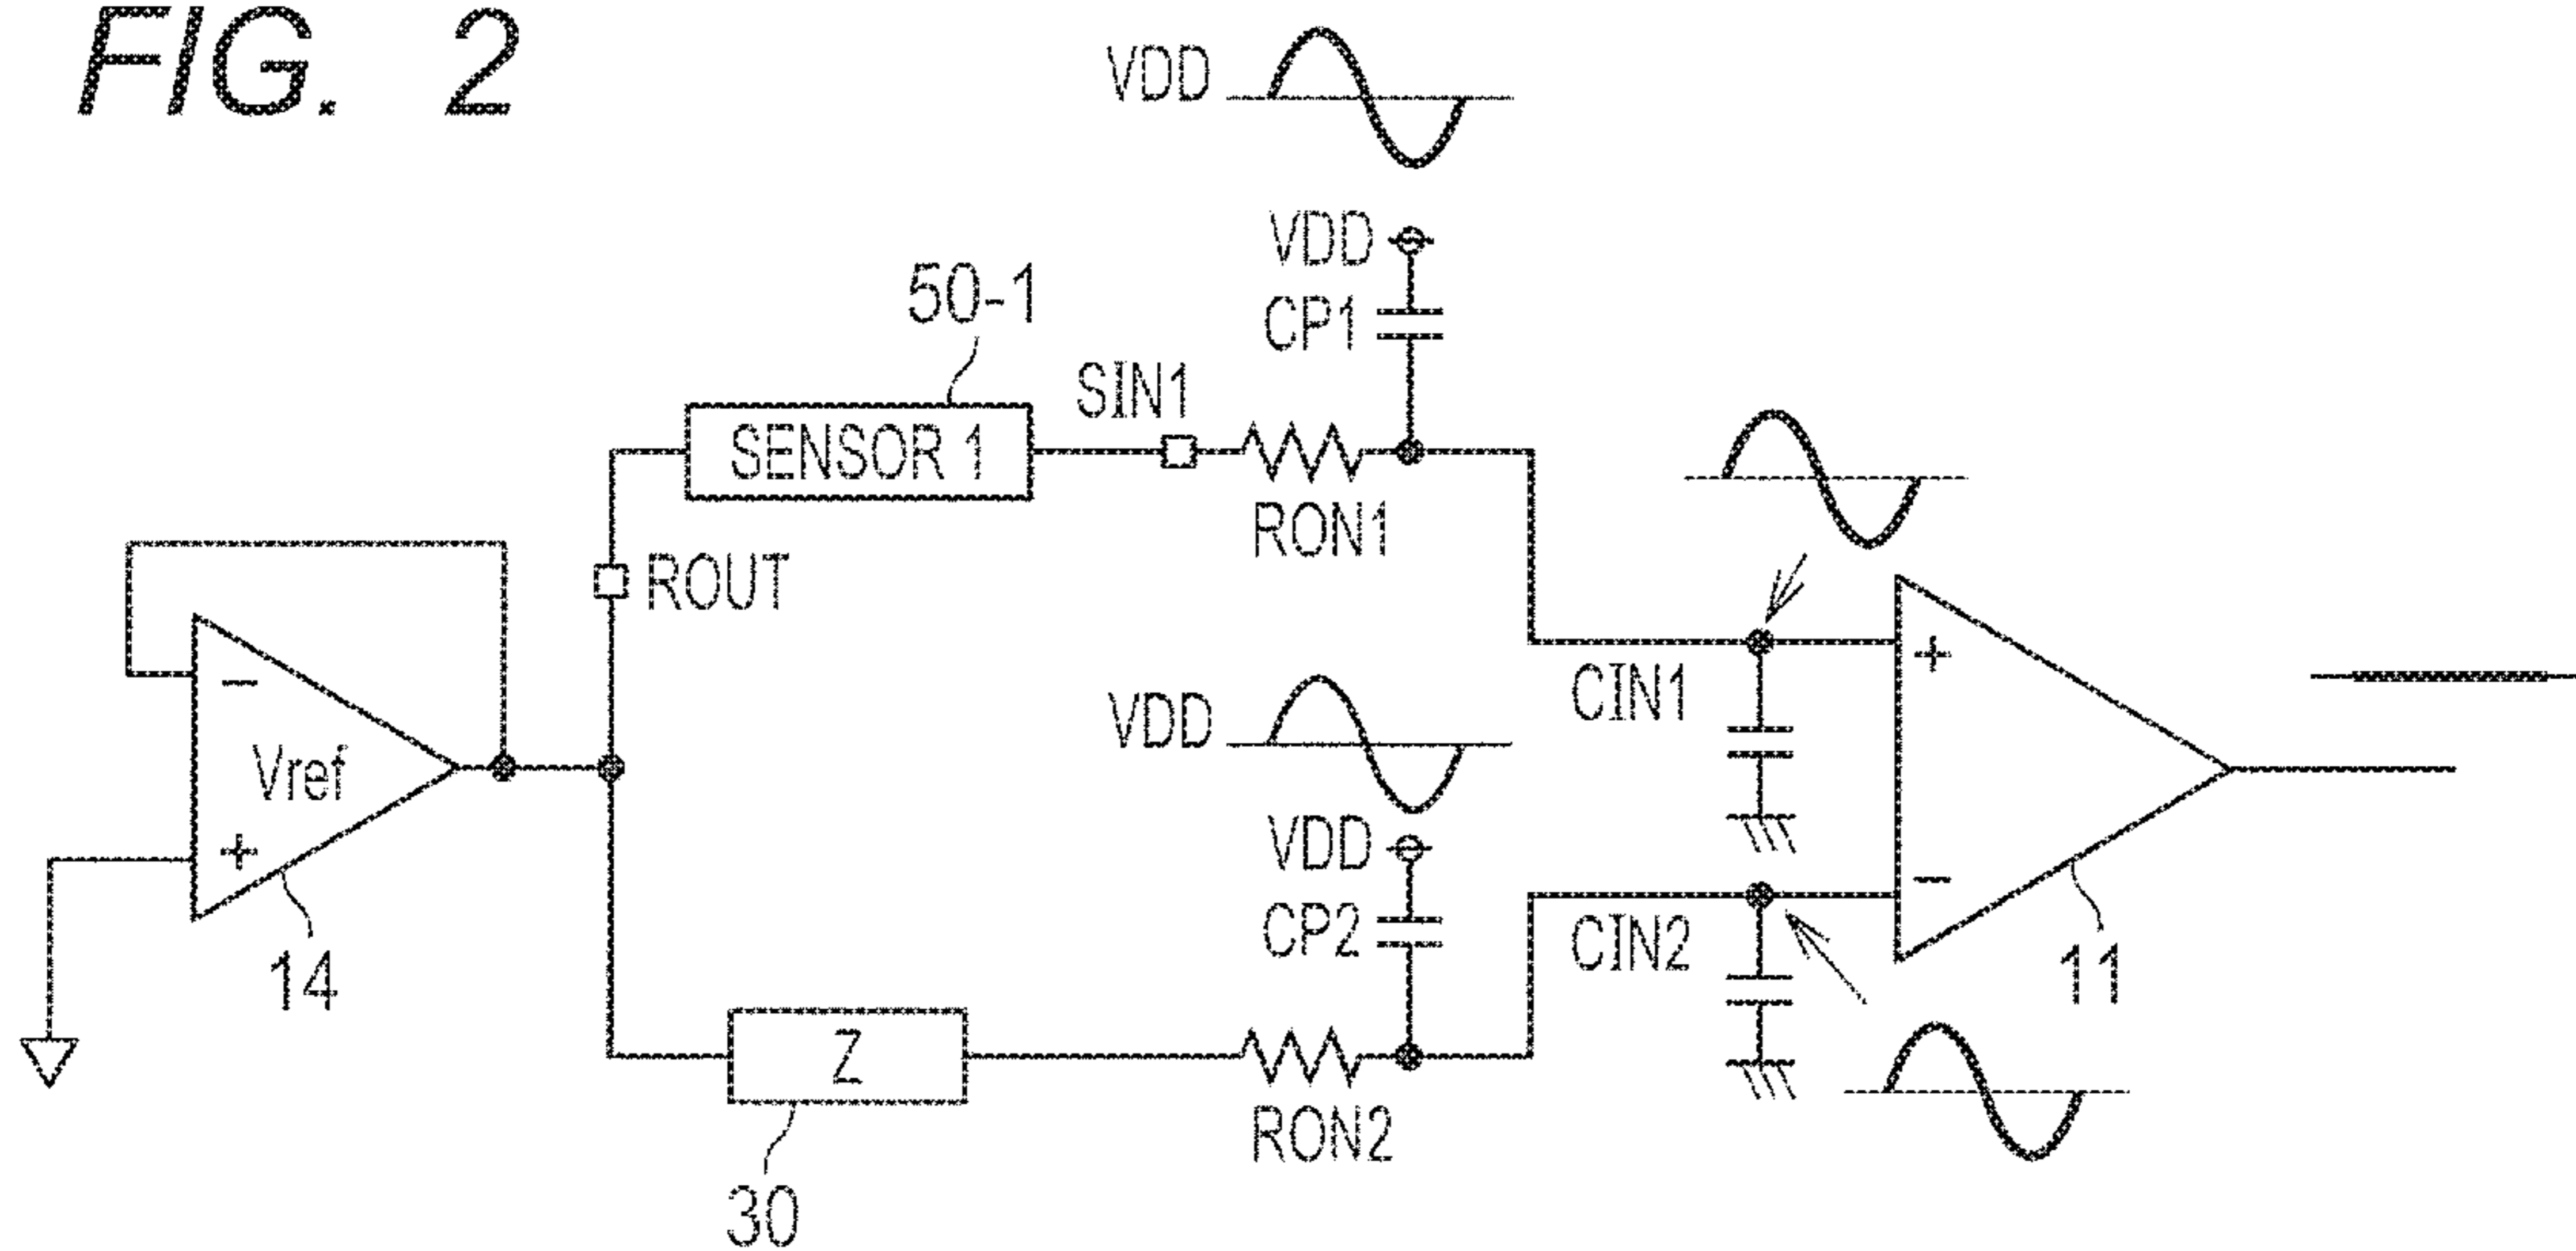 FIG. 2
VDD
VDD
CP1
50-1
SIN1
SENSOR 1
RON1
ROUT
−
Vref
+
14
VDD
VDD
CP2
CIN1
CIN2
+
−
11
Z
30
RON2